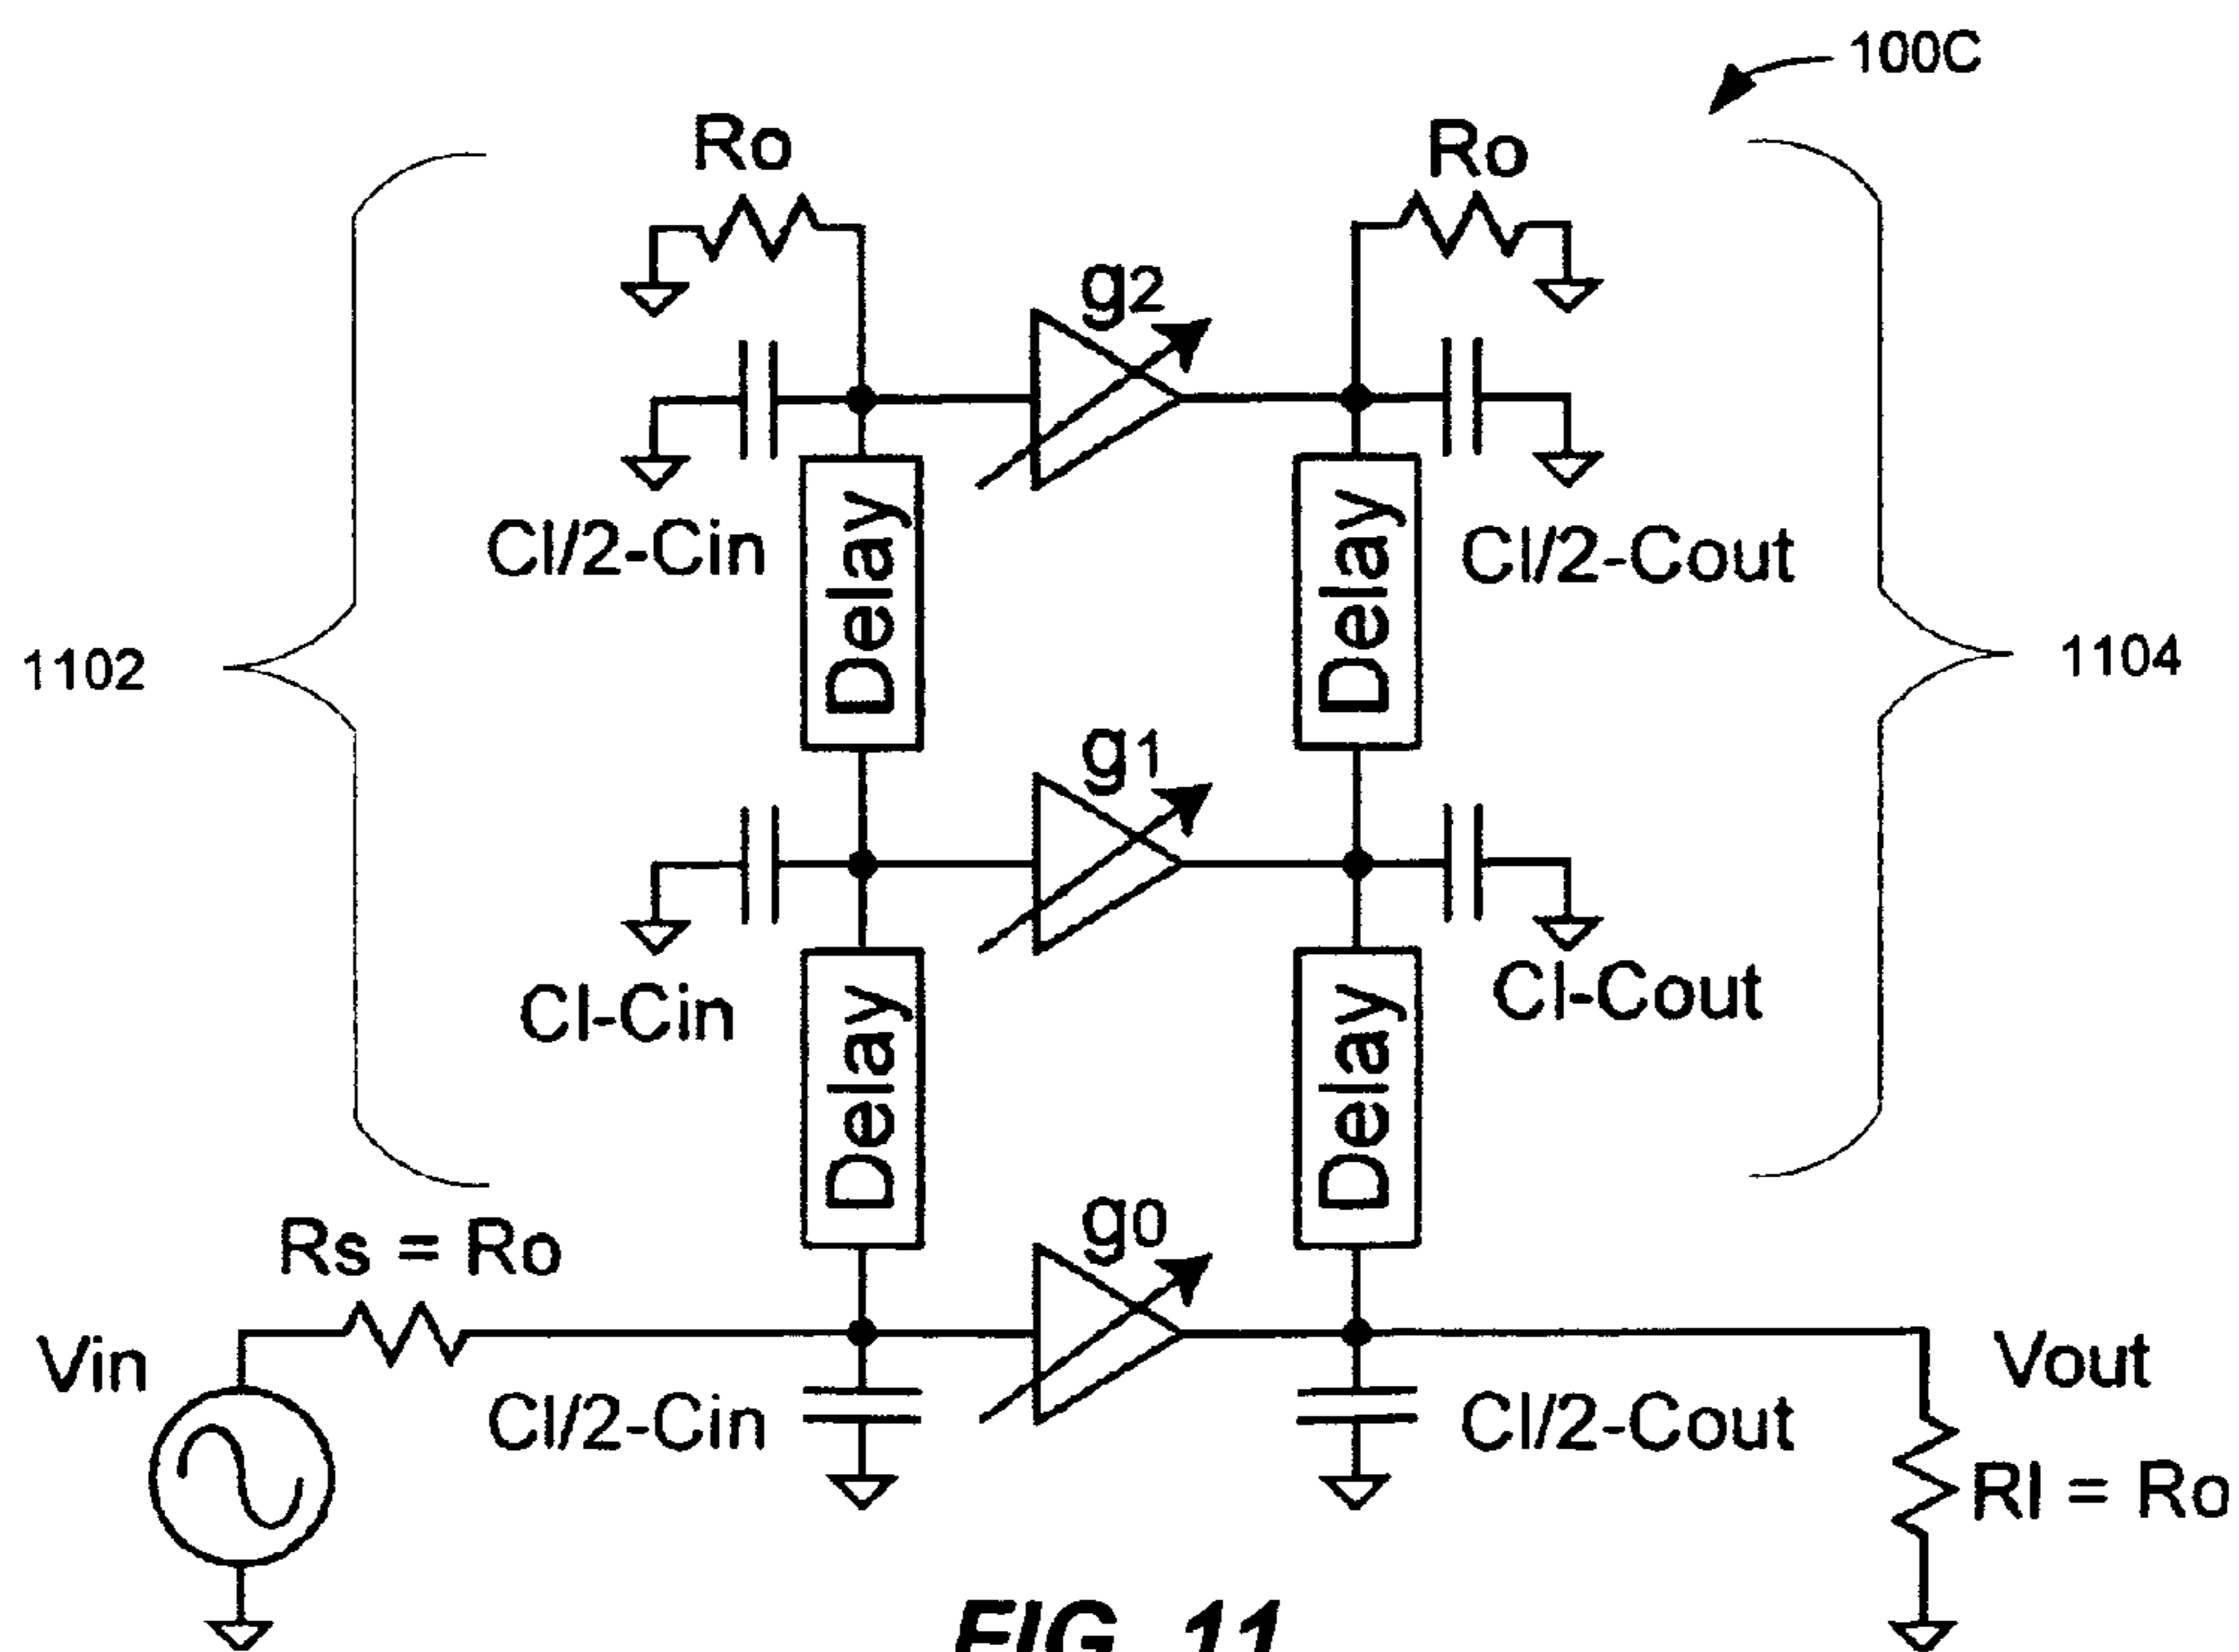 100C
Ro
Ro
g2
Cl/2-Cin
Delay
Delay
Cl/2-Cout
1102
1104
g1
Cl-Cin
Delay
Delay
Cl-Cout
g0
Rs = Ro
Vin
Cl/2-Cin
Cl/2-Cout
Vout
Rl = Ro
FIG. 11